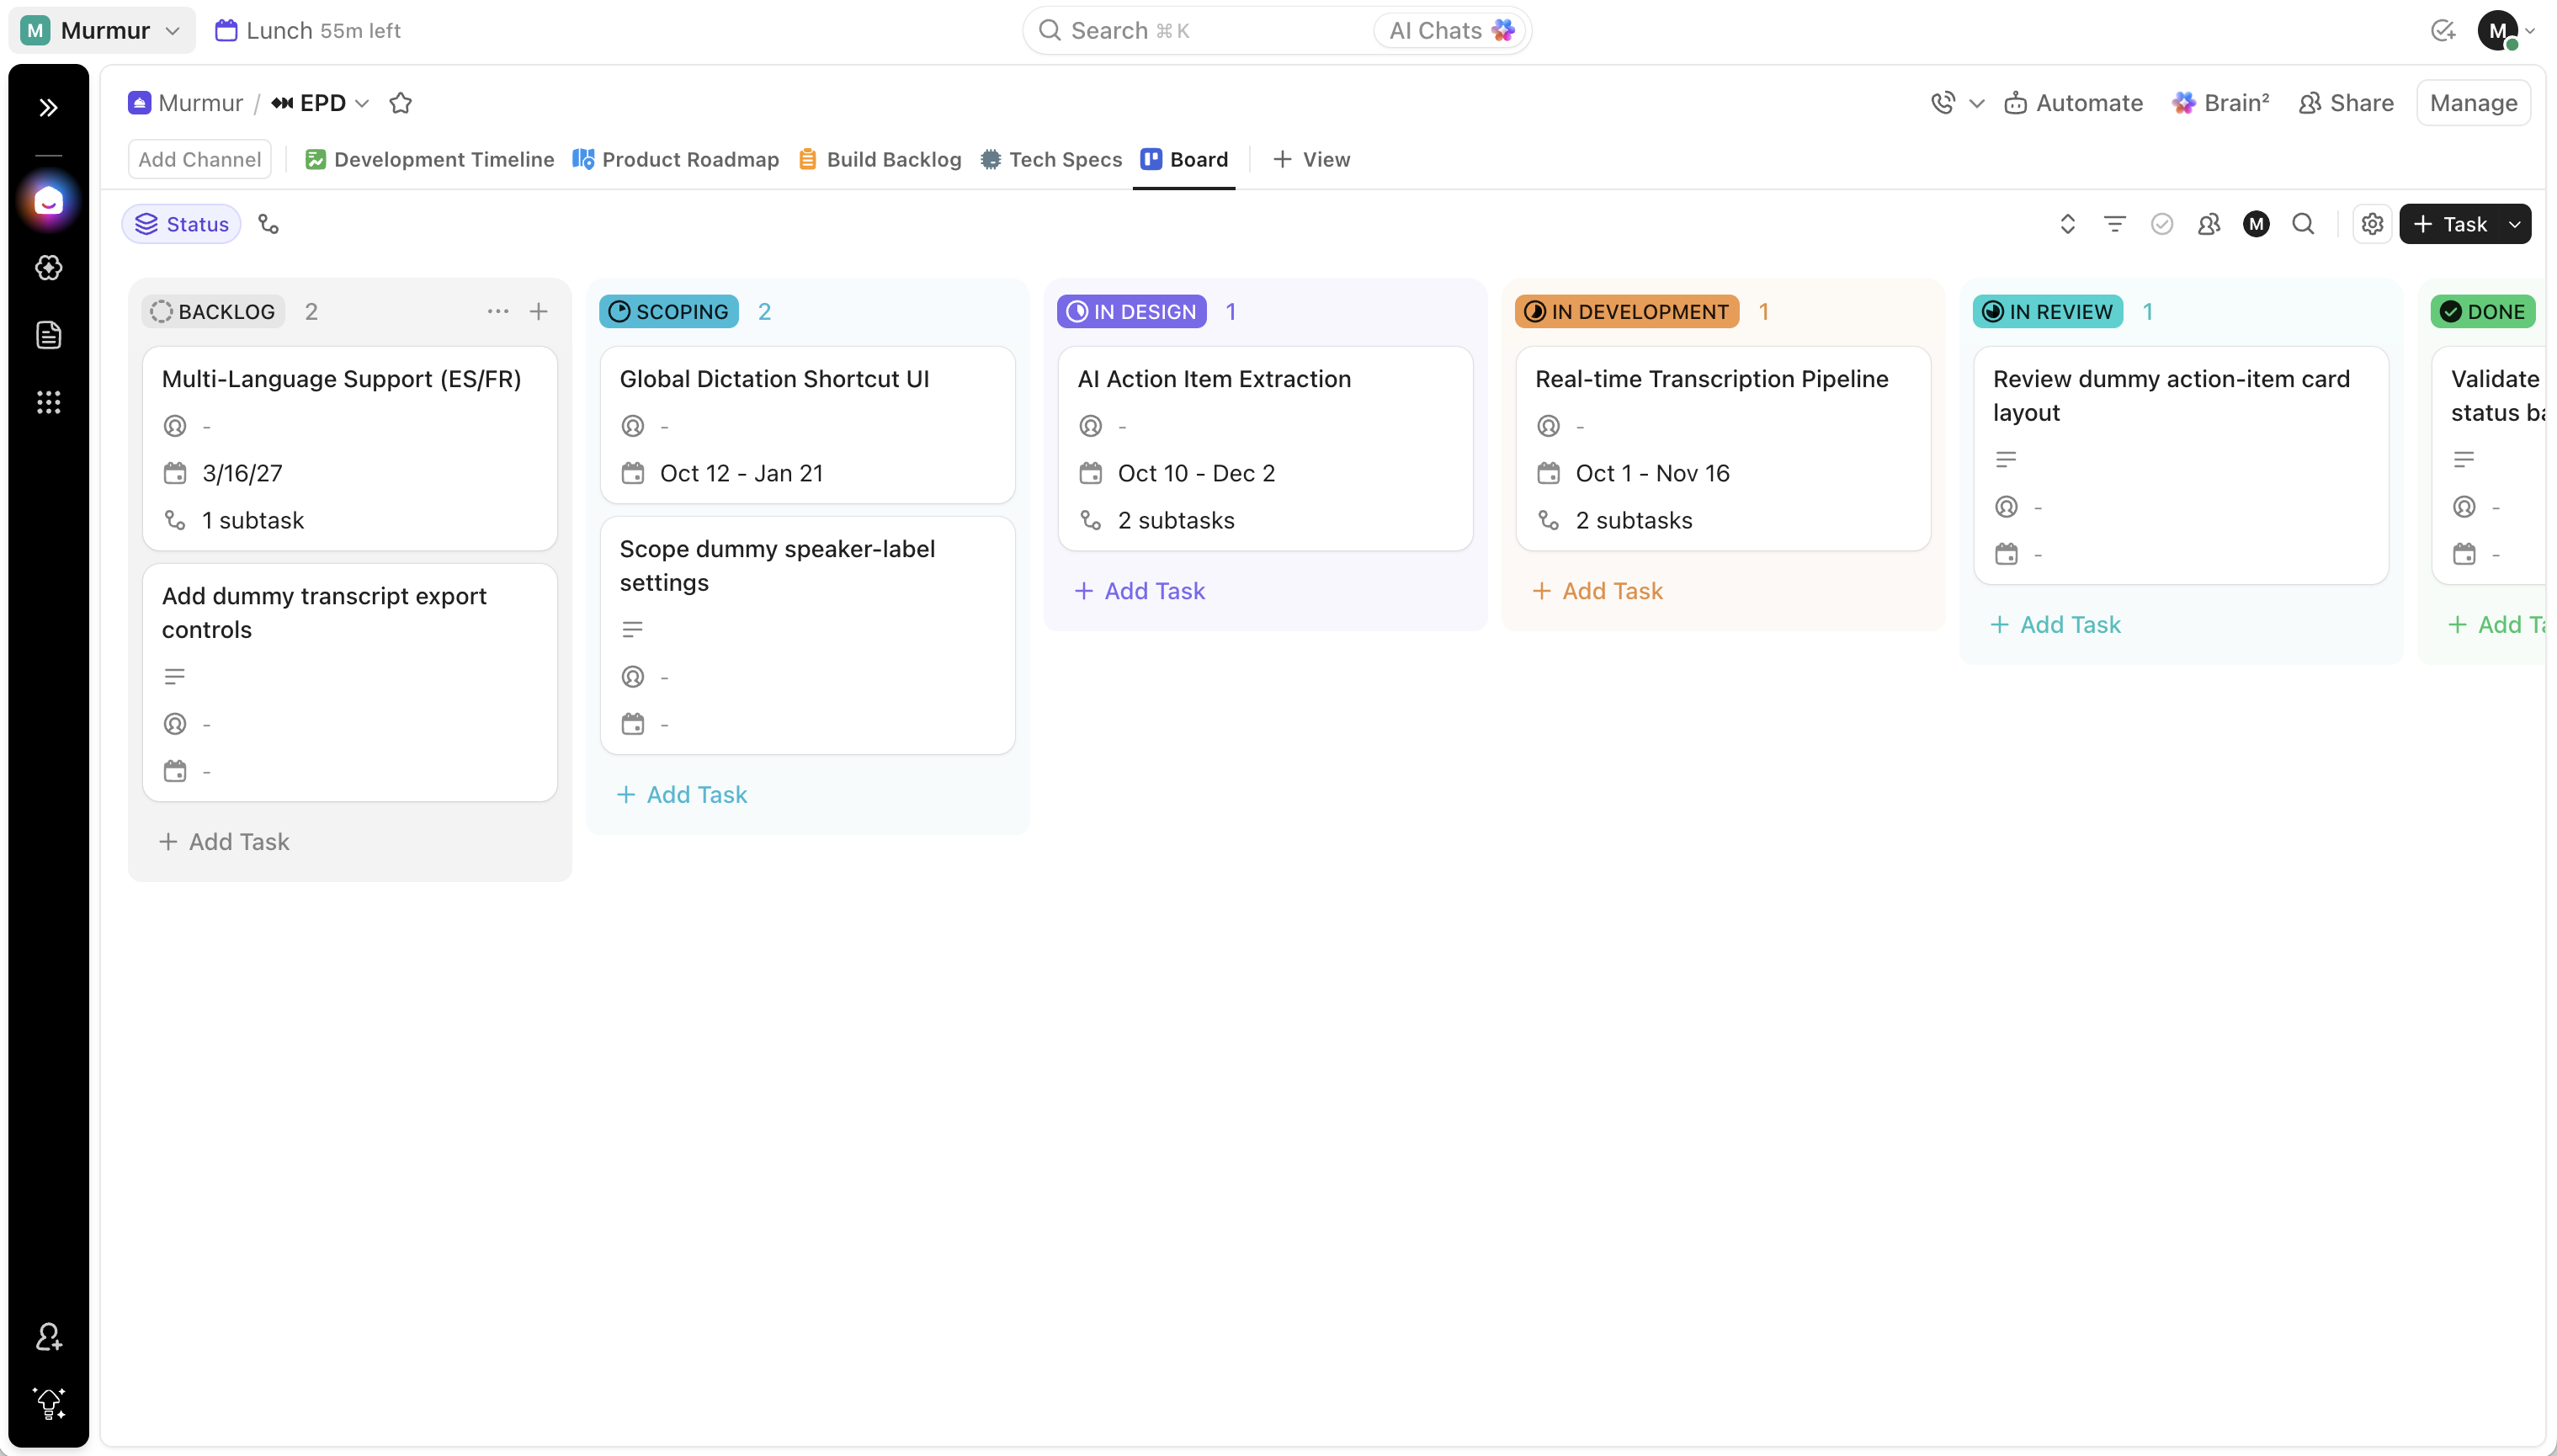 M Murmur
Lunch 55m left
Search ⌘K
AI Chats
M
Murmur / EPD
Automate
Brain²
Share
Manage
Add Channel
Development Timeline
Product Roadmap
Build Backlog
Tech Specs
Board
+ View
Status
M
+ Task
BACKLOG 2
Multi-Language Support (ES/FR)
-
3/16/27
1 subtask
Add dummy transcript export
controls
-
-
+ Add Task
SCOPING 2
Global Dictation Shortcut UI
-
Oct 12 - Jan 21
Scope dummy speaker-label
settings
-
-
+ Add Task
IN DESIGN 1
AI Action Item Extraction
-
Oct 10 - Dec 2
2 subtasks
+ Add Task
IN DEVELOPMENT 1
Real-time Transcription Pipeline
-
Oct 1 - Nov 16
2 subtasks
+ Add Task
IN REVIEW 1
Review dummy action-item card
layout
-
-
+ Add Task
DONE
Validate
status
-
-
+ Add